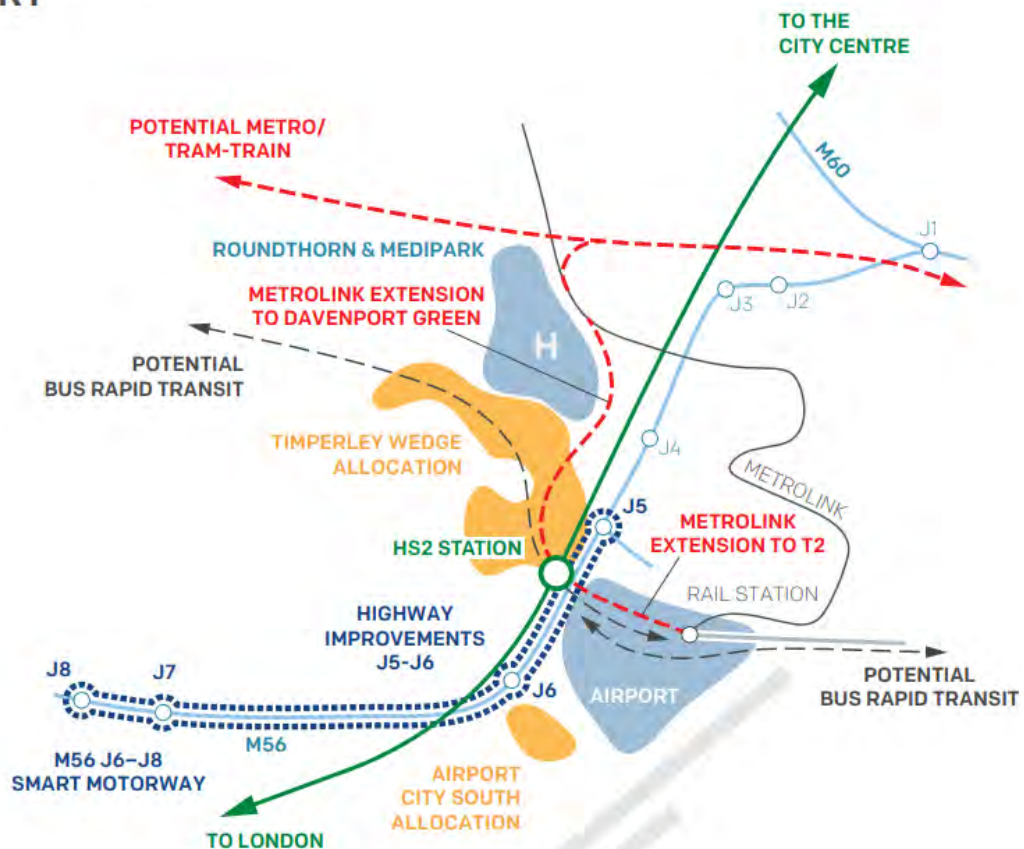 TO THE
CITY CENTRE
POTENTIAL METRO/
TRAM-TRAIN
M60
J1
ROUNDTHORN & MEDIPARK
J3
J2
METROLINK EXTENSION
TO DAVENPORT GREEN
H
POTENTIAL
BUS RAPID TRANSIT
TIMPERLEY WEDGE
ALLOCATION
J4
METROLINK
J5
METROLINK
EXTENSION TO T2
HS2 STATION
RAIL STATION
HIGHWAY
IMPROVEMENTS
J5-J6
J8
J7
J6
AIRPORT
POTENTIAL
BUS RAPID TRANSIT
M56
M56 J6–J8
SMART MOTORWAY
AIRPORT
CITY SOUTH
ALLOCATION
TO LONDON